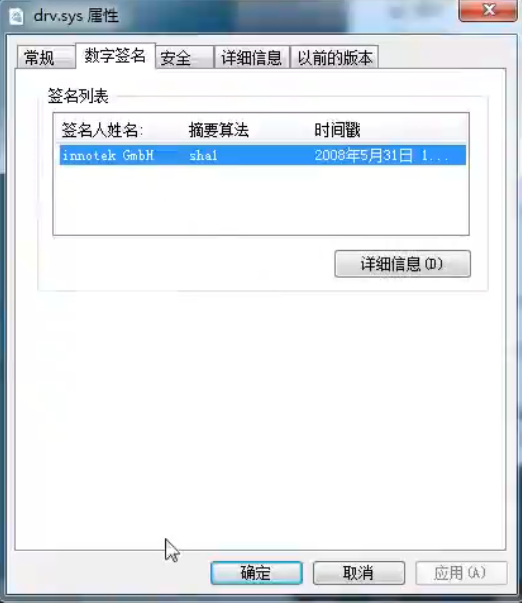 drv.sys 属性
常规 数字签名 安全 详细信息 以前的版本
签名列表
签名人姓名: 摘要算法 时间戳
innotek GmbH sha1 2008年5月31日 1...
详细信息(D)
确定 取消 应用(A)